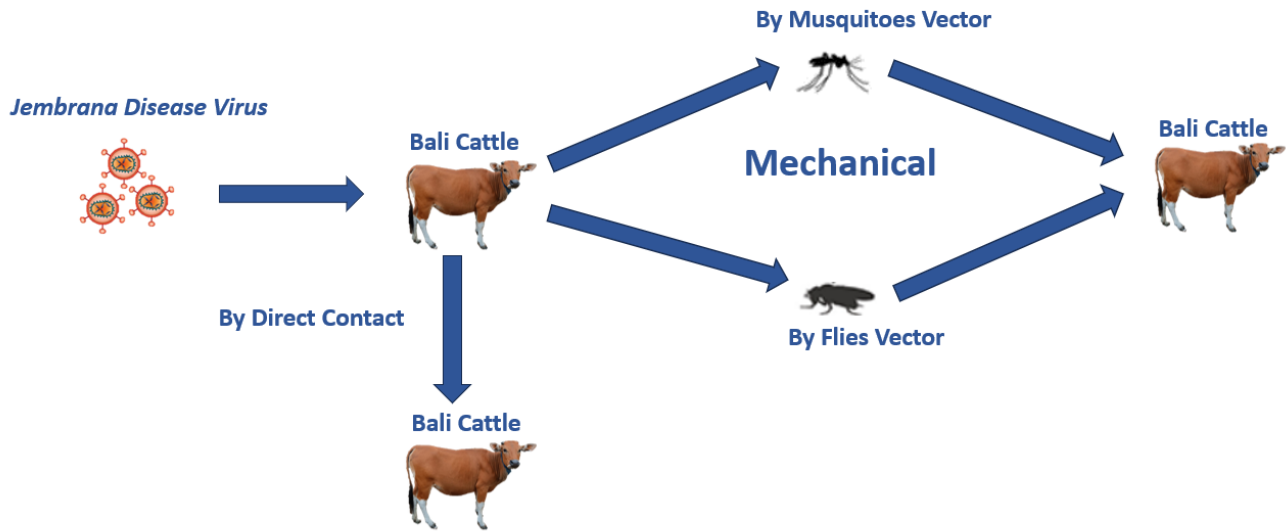 By Musquitoes Vector
Jembrana Disease Virus
Bali Cattle
Mechanical
Bali Cattle
By Direct Contact
By Flies Vector
Bali Cattle